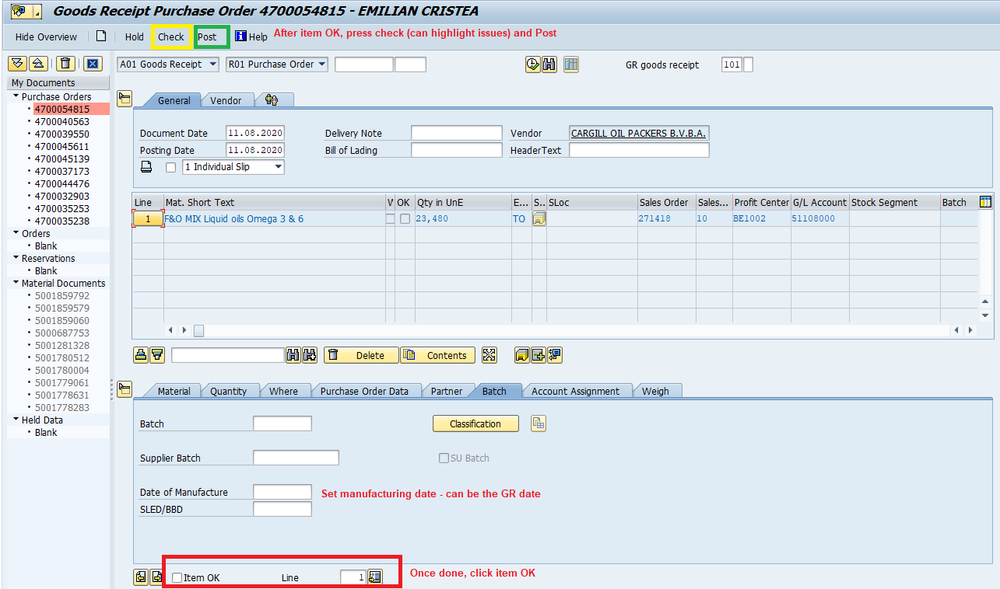 Goods Receipt Purchase Order 4700054815 - EMILIAN CRISTEA
Hide Overview Hold Check Post Help After item OK, press check (can highlight issues) and Post
A01 Goods Receipt R01 Purchase Order GR goods receipt 101
My Documents
Purchase Orders
4700054815
4700040563
4700039550
4700045611
4700045139
4700037173
4700044476
4700032903
4700035253
4700035238
Orders
Blank
Reservations
Blank
Material Documents
5001859792
5001859579
5001859060
5000687753
5001281328
5001780512
5001780004
5001779061
5001778631
5001778283
Held Data
Blank
General Vendor
Document Date 11.08.2020 Delivery Note Vendor CARGILL OIL PACKERS B.V.B.A.
Posting Date 11.08.2020 Bill of Lading HeaderText
1 Individual Slip
Line Mat. Short Text OK Qty in UnE E... S.. SLoc Sales Order Sales... Profit Center G/L Account Stock Segment Batch
1 F&O MIX Liquid oils Omega 3 & 6 23,480 TO 271418 10 BE1002 51108000
Delete Contents
Material Quantity Where Purchase Order Data Partner Batch Account Assignment Weigh
Batch Classification
Supplier Batch SU Batch
Date of Manufacture Set manufacturing date - can be the GR date
SLED/BBD
Item OK Line 1 Once done, click item OK